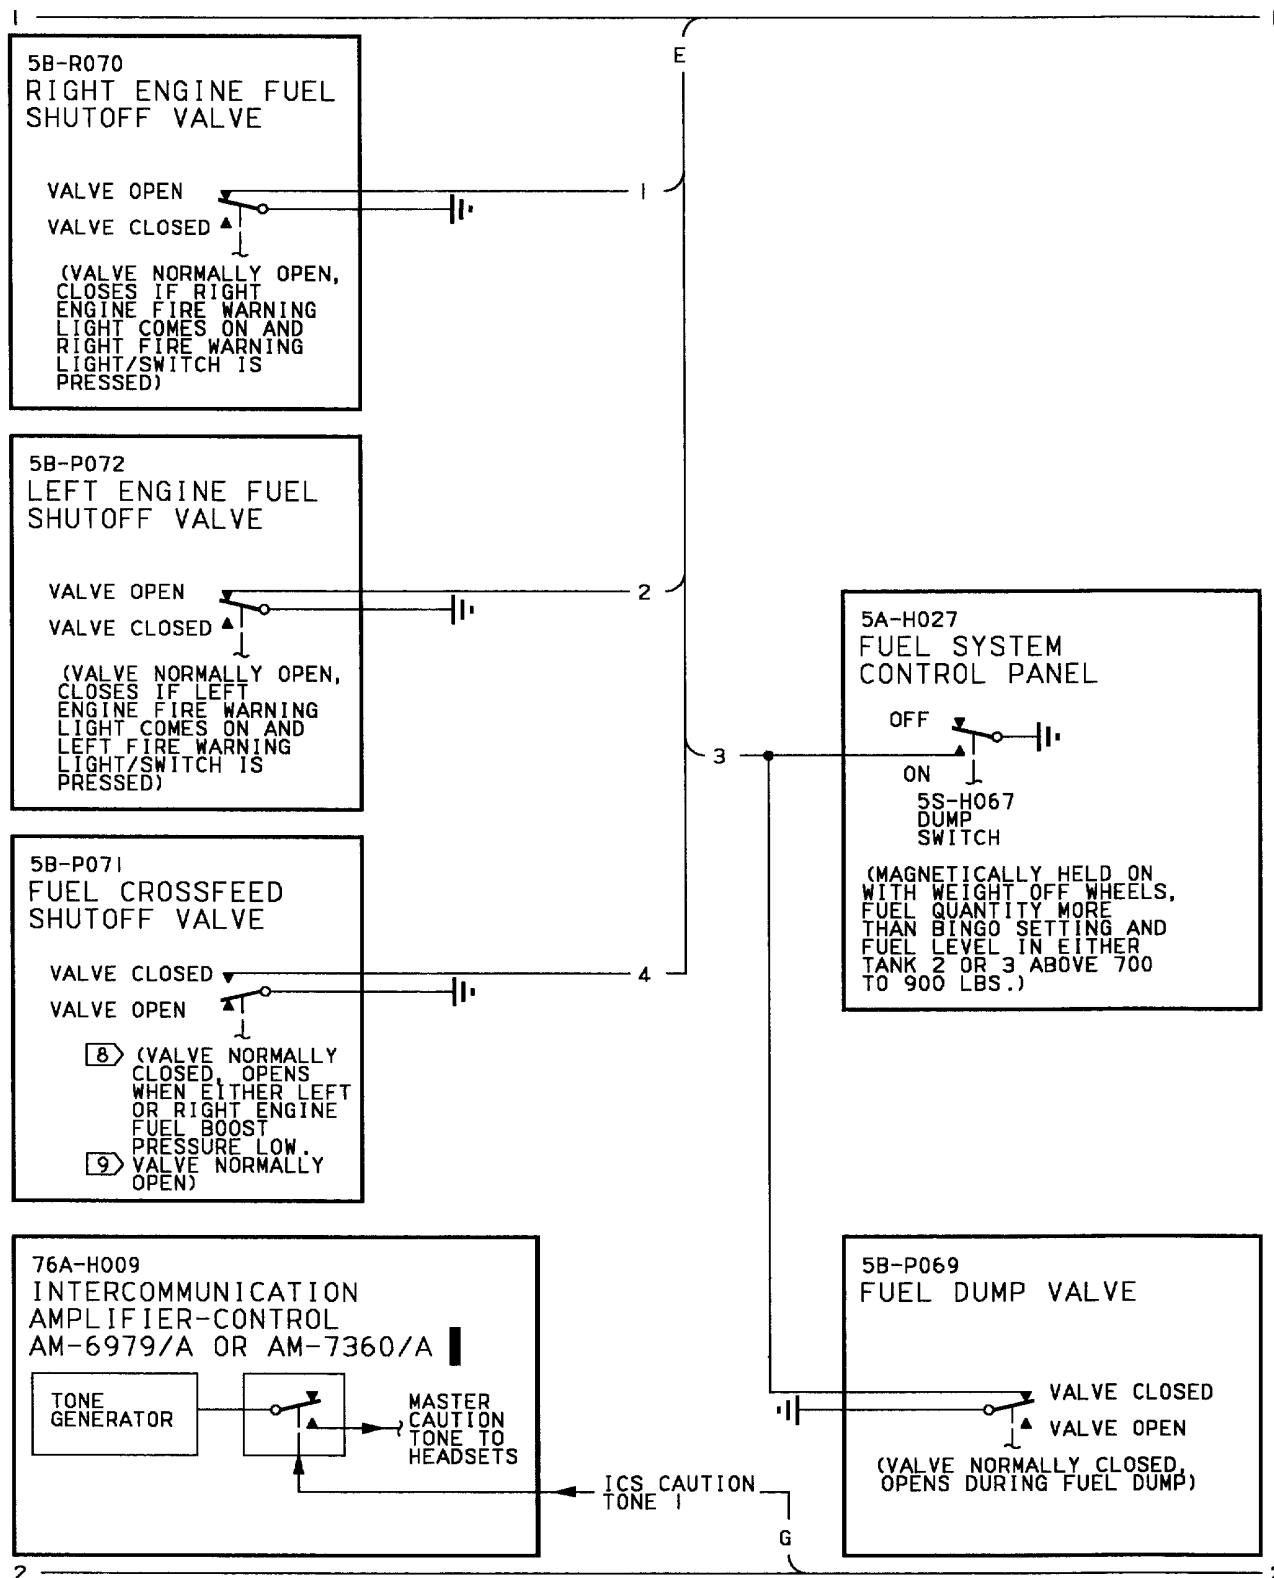 1
1
E
5B-R070
RIGHT ENGINE FUEL
SHUTOFF VALVE
VALVE OPEN
VALVE CLOSED
1
(VALVE NORMALLY OPEN,
CLOSES IF RIGHT
ENGINE FIRE WARNING
LIGHT COMES ON AND
RIGHT FIRE WARNING
LIGHT/SWITCH IS
PRESSED)
5B-P072
LEFT ENGINE FUEL
SHUTOFF VALVE
VALVE OPEN
VALVE CLOSED
2
(VALVE NORMALLY OPEN,
CLOSES IF LEFT
ENGINE FIRE WARNING
LIGHT COMES ON AND
LEFT FIRE WARNING
LIGHT/SWITCH IS
PRESSED)
3
5A-H027
FUEL SYSTEM
CONTROL PANEL
OFF
ON
5S-H067
DUMP
SWITCH
(MAGNETICALLY HELD ON
WITH WEIGHT OFF WHEELS,
FUEL QUANTITY MORE
THAN BINGO SETTING AND
FUEL LEVEL IN EITHER
TANK 2 OR 3 ABOVE 700
TO 900 LBS.)
5B-P071
FUEL CROSSFEED
SHUTOFF VALVE
VALVE CLOSED
VALVE OPEN
4
8 (VALVE NORMALLY
CLOSED, OPENS
WHEN EITHER LEFT
OR RIGHT ENGINE
FUEL BOOST
PRESSURE LOW.
9 VALVE NORMALLY
OPEN)
76A-H009
INTERCOMMUNICATION
AMPLIFIER-CONTROL
AM-6979/A OR AM-7360/A
TONE
GENERATOR
MASTER
CAUTION
TONE TO
HEADSETS
ICS CAUTION
TONE 1
G
5B-P069
FUEL DUMP VALVE
VALVE CLOSED
VALVE OPEN
(VALVE NORMALLY CLOSED,
OPENS DURING FUEL DUMP)
2
2